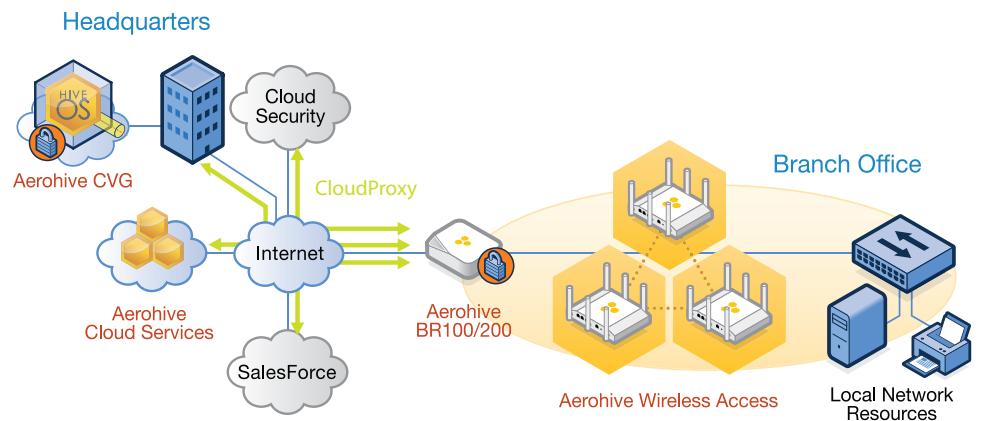 Headquarters
HIVE
OS
Aerohive CVG
Cloud
Security
CloudProxy
Branch Office
Internet
Aerohive
Cloud Services
Aerohive
BR100/200
SalesForce
Aerohive Wireless Access
Local Network
Resources